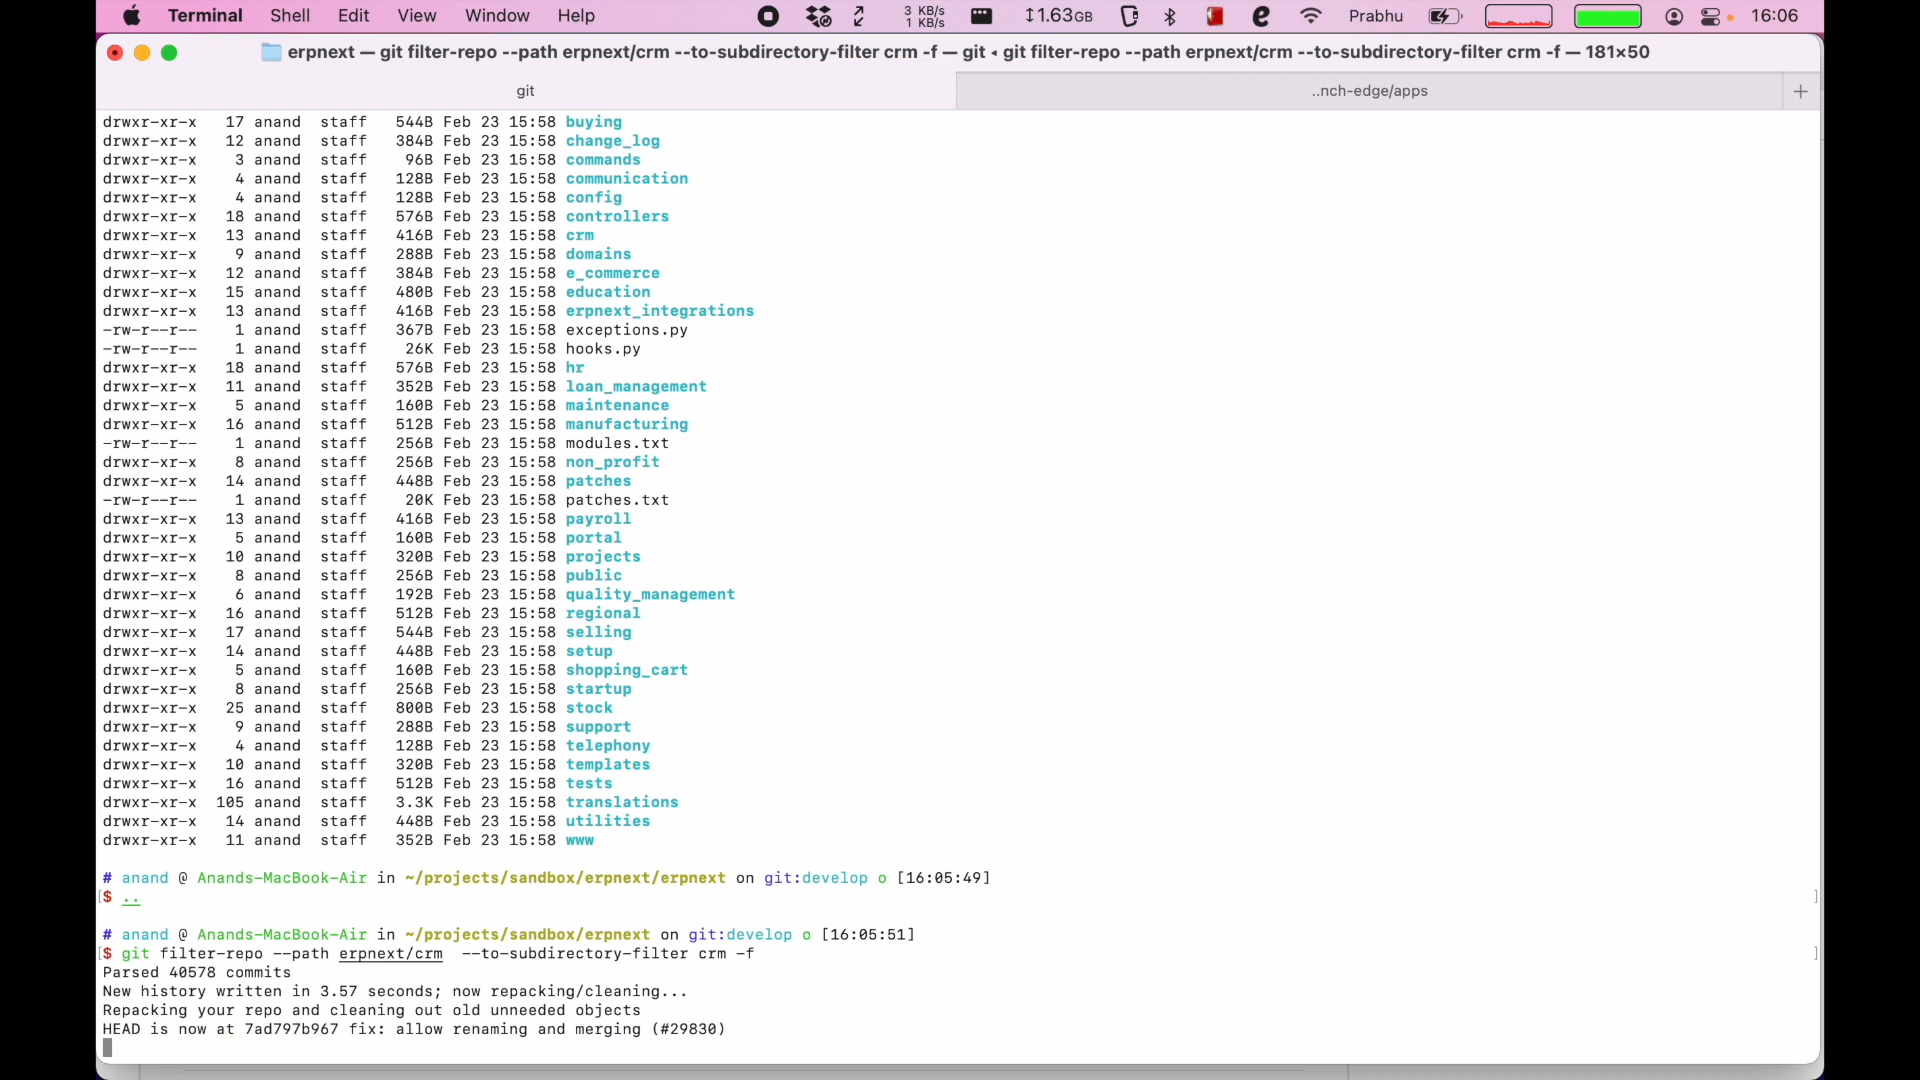 Terminal Shell Edit View Window Help 3 KB/s 1 KB/s 1.63GB Prabhu 16:06
erpnext — git filter-repo --path erpnext/crm --to-subdirectory-filter crm -f — git ◂ git filter-repo --path erpnext/crm --to-subdirectory-filter crm -f — 181×50
git ..nch-edge/apps +
drwxr-xr-x 17 anand staff 544B Feb 23 15:58 buying
drwxr-xr-x 12 anand staff 384B Feb 23 15:58 change_log
drwxr-xr-x 3 anand staff 96B Feb 23 15:58 commands
drwxr-xr-x 4 anand staff 128B Feb 23 15:58 communication
drwxr-xr-x 4 anand staff 128B Feb 23 15:58 config
drwxr-xr-x 18 anand staff 576B Feb 23 15:58 controllers
drwxr-xr-x 13 anand staff 416B Feb 23 15:58 crm
drwxr-xr-x 9 anand staff 288B Feb 23 15:58 domains
drwxr-xr-x 12 anand staff 384B Feb 23 15:58 e_commerce
drwxr-xr-x 15 anand staff 480B Feb 23 15:58 education
drwxr-xr-x 13 anand staff 416B Feb 23 15:58 erpnext_integrations
-rw-r--r-- 1 anand staff 367B Feb 23 15:58 exceptions.py
-rw-r--r-- 1 anand staff 26K Feb 23 15:58 hooks.py
drwxr-xr-x 18 anand staff 576B Feb 23 15:58 hr
drwxr-xr-x 11 anand staff 352B Feb 23 15:58 loan_management
drwxr-xr-x 5 anand staff 160B Feb 23 15:58 maintenance
drwxr-xr-x 16 anand staff 512B Feb 23 15:58 manufacturing
-rw-r--r-- 1 anand staff 256B Feb 23 15:58 modules.txt
drwxr-xr-x 8 anand staff 256B Feb 23 15:58 non_profit
drwxr-xr-x 14 anand staff 448B Feb 23 15:58 patches
-rw-r--r-- 1 anand staff 20K Feb 23 15:58 patches.txt
drwxr-xr-x 13 anand staff 416B Feb 23 15:58 payroll
drwxr-xr-x 5 anand staff 160B Feb 23 15:58 portal
drwxr-xr-x 10 anand staff 320B Feb 23 15:58 projects
drwxr-xr-x 8 anand staff 256B Feb 23 15:58 public
drwxr-xr-x 6 anand staff 192B Feb 23 15:58 quality_management
drwxr-xr-x 16 anand staff 512B Feb 23 15:58 regional
drwxr-xr-x 17 anand staff 544B Feb 23 15:58 selling
drwxr-xr-x 14 anand staff 448B Feb 23 15:58 setup
drwxr-xr-x 5 anand staff 160B Feb 23 15:58 shopping_cart
drwxr-xr-x 8 anand staff 256B Feb 23 15:58 startup
drwxr-xr-x 25 anand staff 800B Feb 23 15:58 stock
drwxr-xr-x 9 anand staff 288B Feb 23 15:58 support
drwxr-xr-x 4 anand staff 128B Feb 23 15:58 telephony
drwxr-xr-x 10 anand staff 320B Feb 23 15:58 templates
drwxr-xr-x 16 anand staff 512B Feb 23 15:58 tests
drwxr-xr-x 105 anand staff 3.3K Feb 23 15:58 translations
drwxr-xr-x 14 anand staff 448B Feb 23 15:58 utilities
drwxr-xr-x 11 anand staff 352B Feb 23 15:58 www
# anand @ Anands-MacBook-Air in ~/projects/sandbox/erpnext/erpnext on git:develop o [16:05:49]
[$ .. ]
# anand @ Anands-MacBook-Air in ~/projects/sandbox/erpnext on git:develop o [16:05:51]
[$ git filter-repo --path erpnext/crm --to-subdirectory-filter crm -f ]
Parsed 40578 commits
New history written in 3.57 seconds; now repacking/cleaning...
Repacking your repo and cleaning out old unneeded objects
HEAD is now at 7ad797b967 fix: allow renaming and merging (#29830)